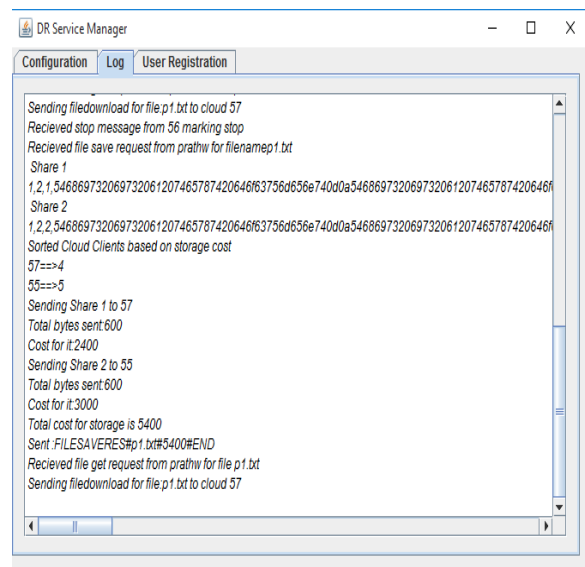 DR Service Manager
Configuration Log User Registration
Sending filedownload for file:p1.txt to cloud 57
Recieved stop message from 56 marking stop
Recieved file save request from prathw for filenamep1.txt
Share 1
1,2,1,54686973206973206120746578742064 6f63756d656e740d0a5468697320697320612074657874206 46f
Share 2
1,2,2,546869732069732061207465787420646f63756d656e740d0a54686973206973206120746578742064 6f
Sorted Cloud Clients based on storage cost
57==>4
55==>5
Sending Share 1 to 57
Total bytes sent:600
Cost for it:2400
Sending Share 2 to 55
Total bytes sent:600
Cost for it:3000
Total cost for storage is 5400
Sent :FILESAVERES#p1.txt#5400#END
Recieved file get request from prathw for file p1.txt
Sending filedownload for file:p1.txt to cloud 57